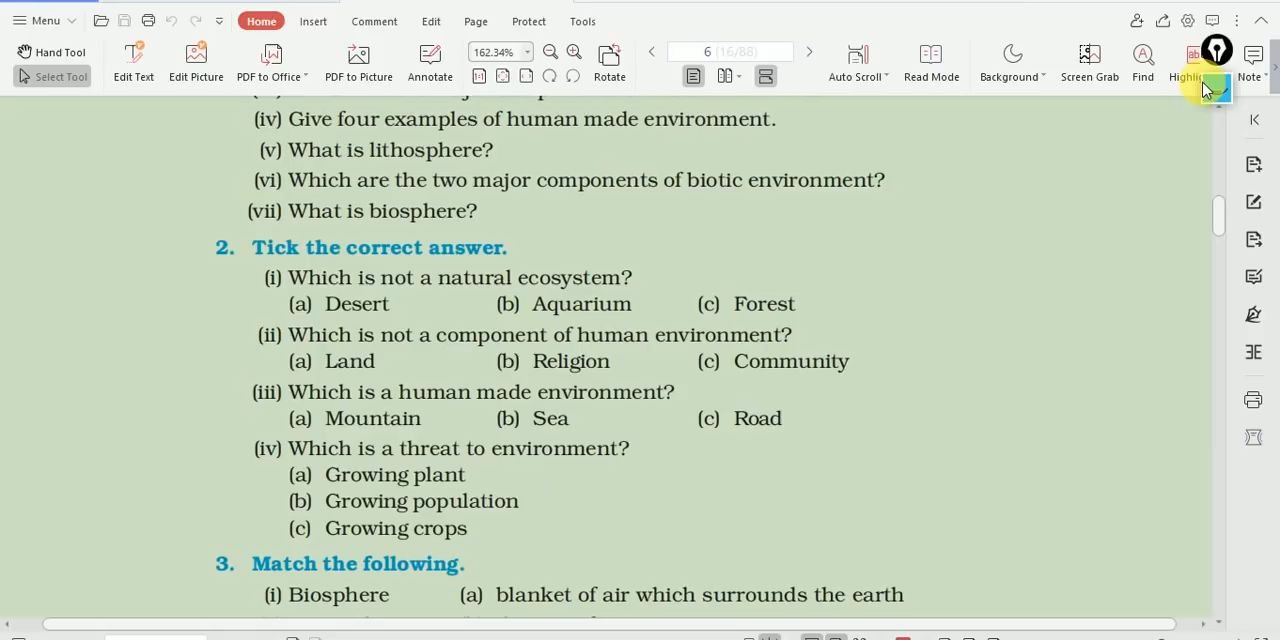 Menu Home Insert Comment Edit Page Protect Tools
Hand Tool
Select Tool Edit Text Edit Picture PDF to Office PDF to Picture Annotate 162.34% Rotate 6 (16/88) Auto Scroll Read Mode Background Screen Grab Find Note
(iv) Give four examples of human made environment.
(v) What is lithosphere?
(vi) Which are the two major components of biotic environment?
(vii) What is biosphere?
2. Tick the correct answer.
(i) Which is not a natural ecosystem?
(a) Desert (b) Aquarium (c) Forest
(ii) Which is not a component of human environment?
(a) Land (b) Religion (c) Community
(iii) Which is a human made environment?
(a) Mountain (b) Sea (c) Road
(iv) Which is a threat to environment?
(a) Growing plant
(b) Growing population
(c) Growing crops
3. Match the following.
(i) Biosphere (a) blanket of air which surrounds the earth